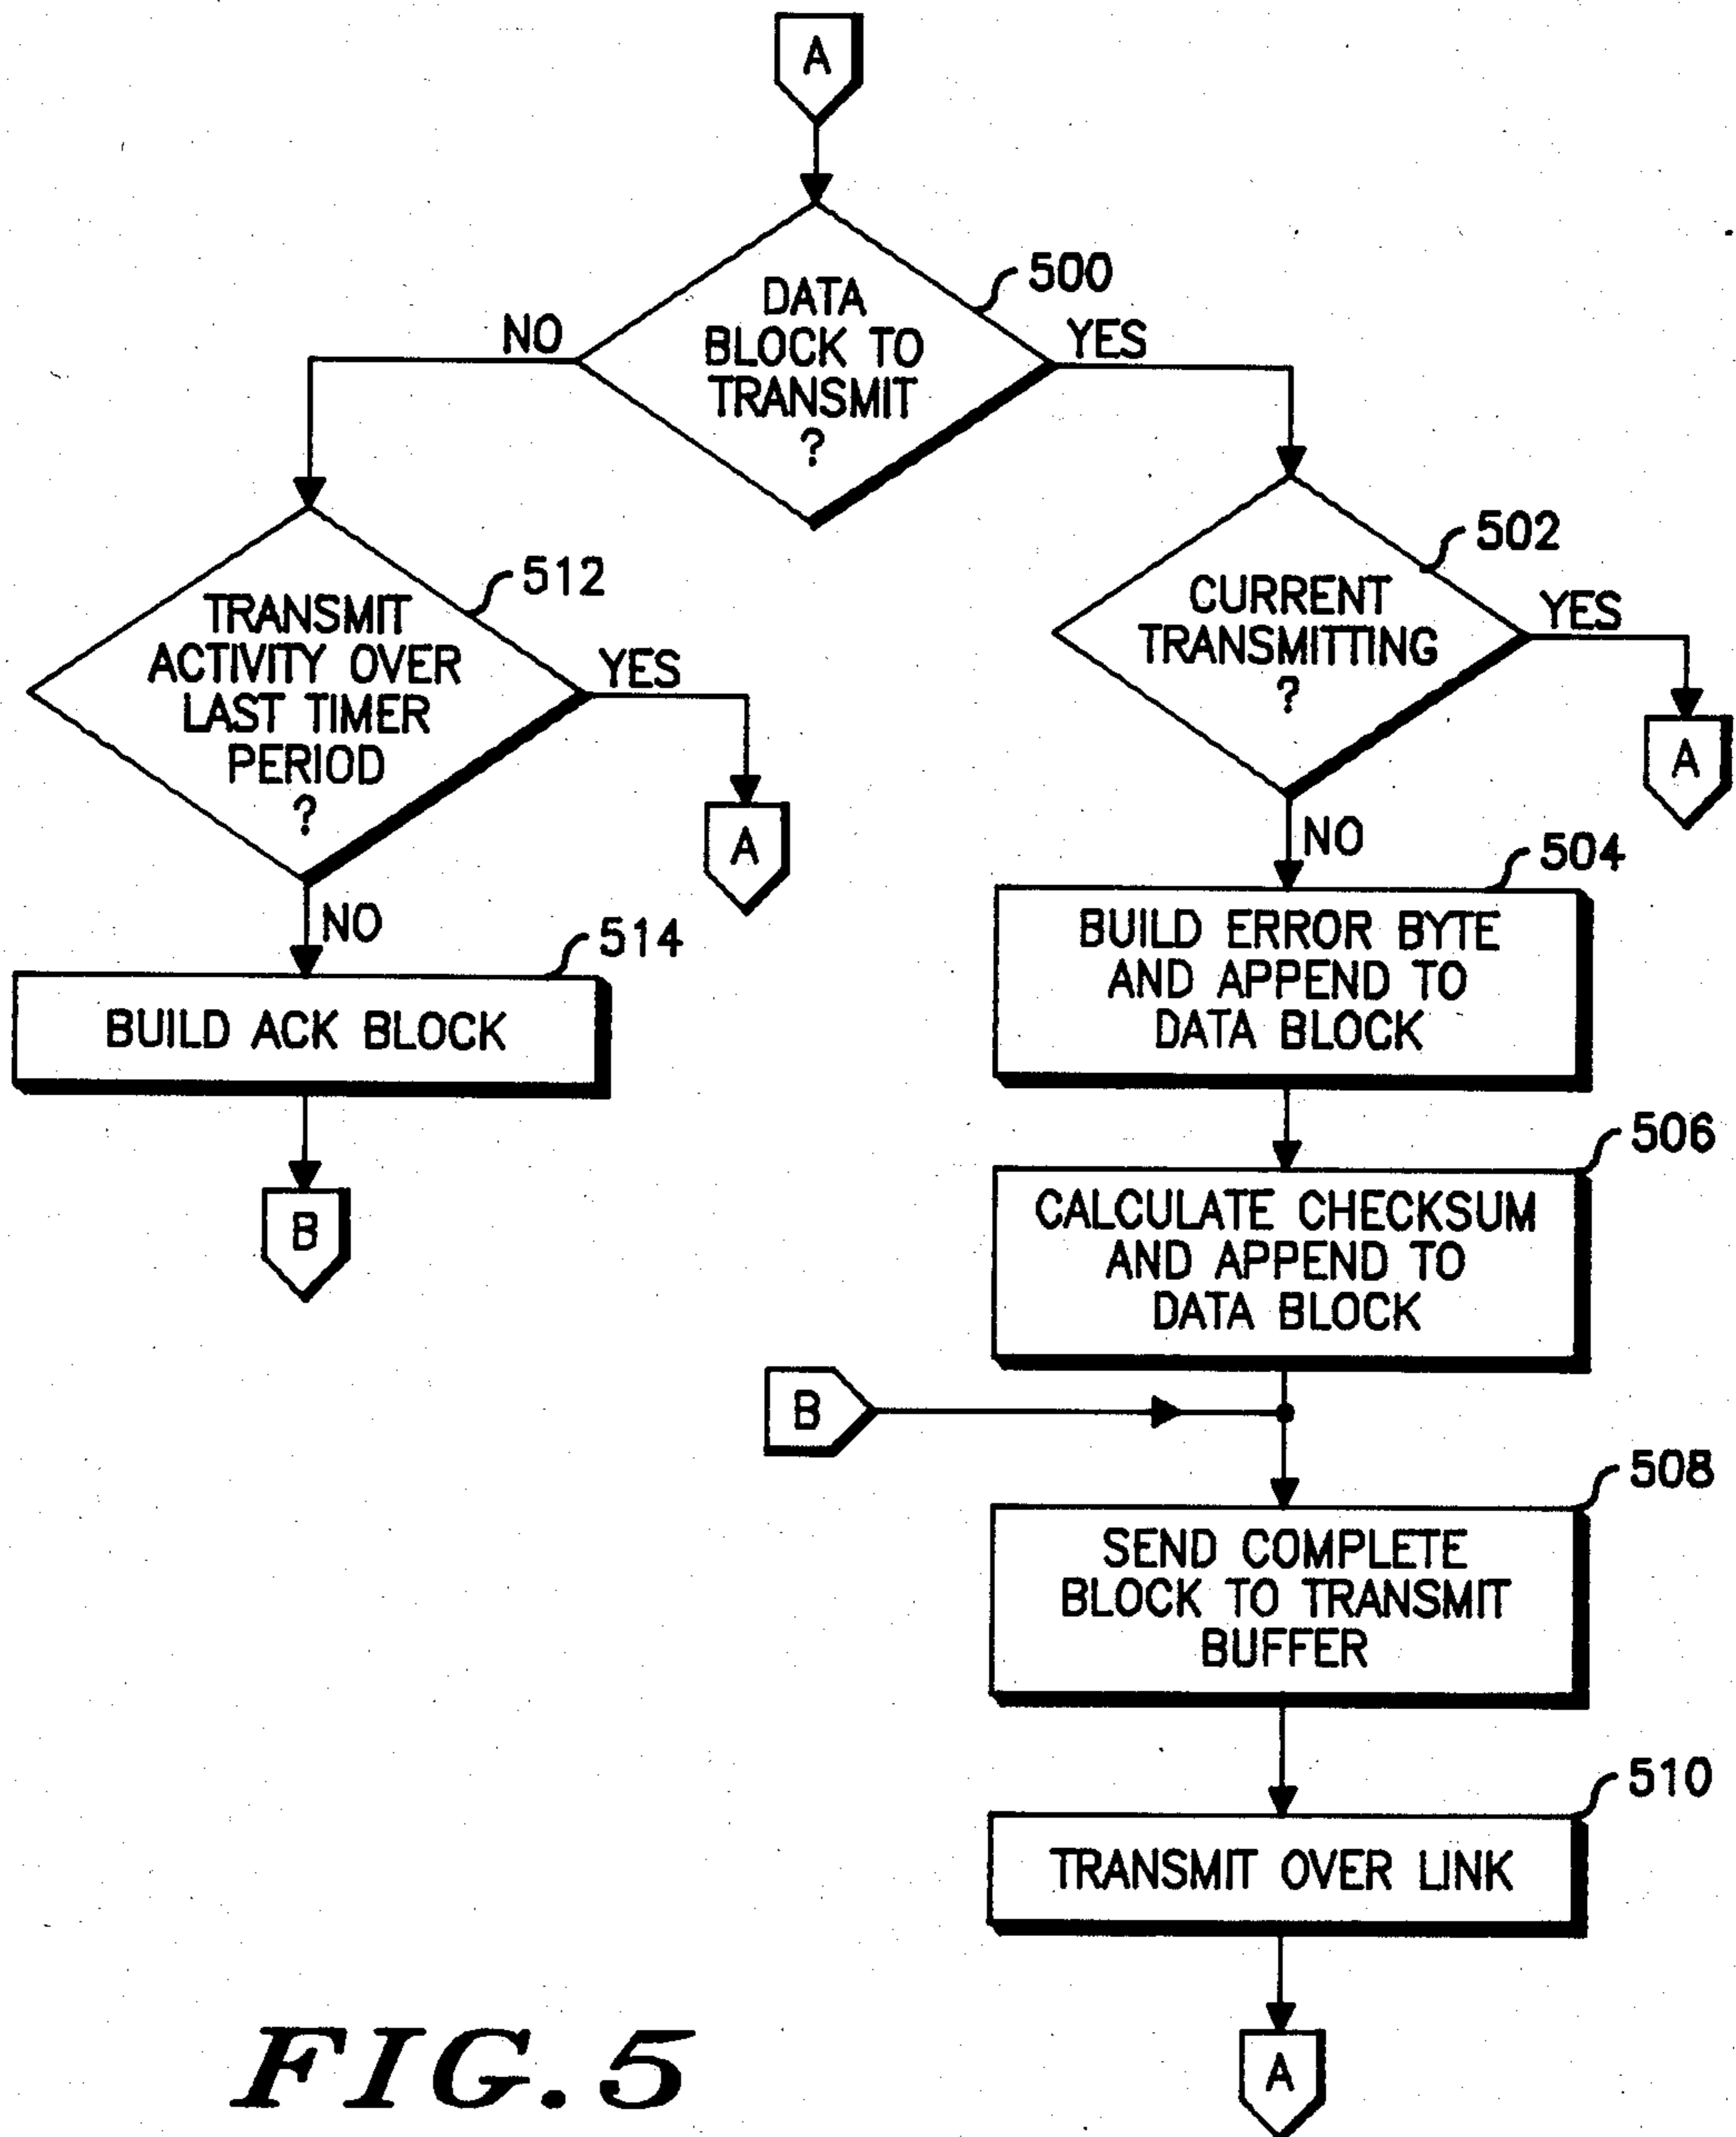 A
DATA
BLOCK TO
TRANSMIT
?
500
NO
YES
512
TRANSMIT
ACTIVITY OVER
LAST TIMER
PERIOD
?
YES
A
NO
514
BUILD ACK BLOCK
B
502
CURRENT
TRANSMITTING
?
YES
A
NO
504
BUILD ERROR BYTE
AND APPEND TO
DATA BLOCK
506
CALCULATE CHECKSUM
AND APPEND TO
DATA BLOCK
B
508
SEND COMPLETE
BLOCK TO TRANSMIT
BUFFER
510
TRANSMIT OVER LINK
A
FIG.5